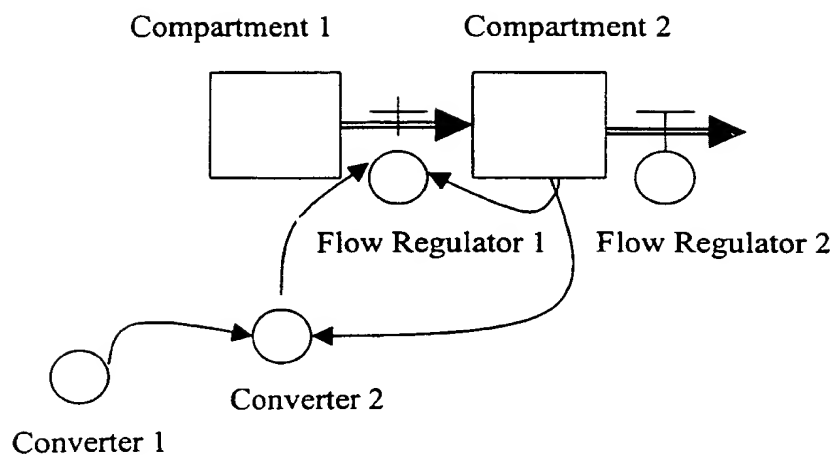 Compartment 1
Compartment 2
Flow Regulator 1
Flow Regulator 2
Converter 2
Converter 1